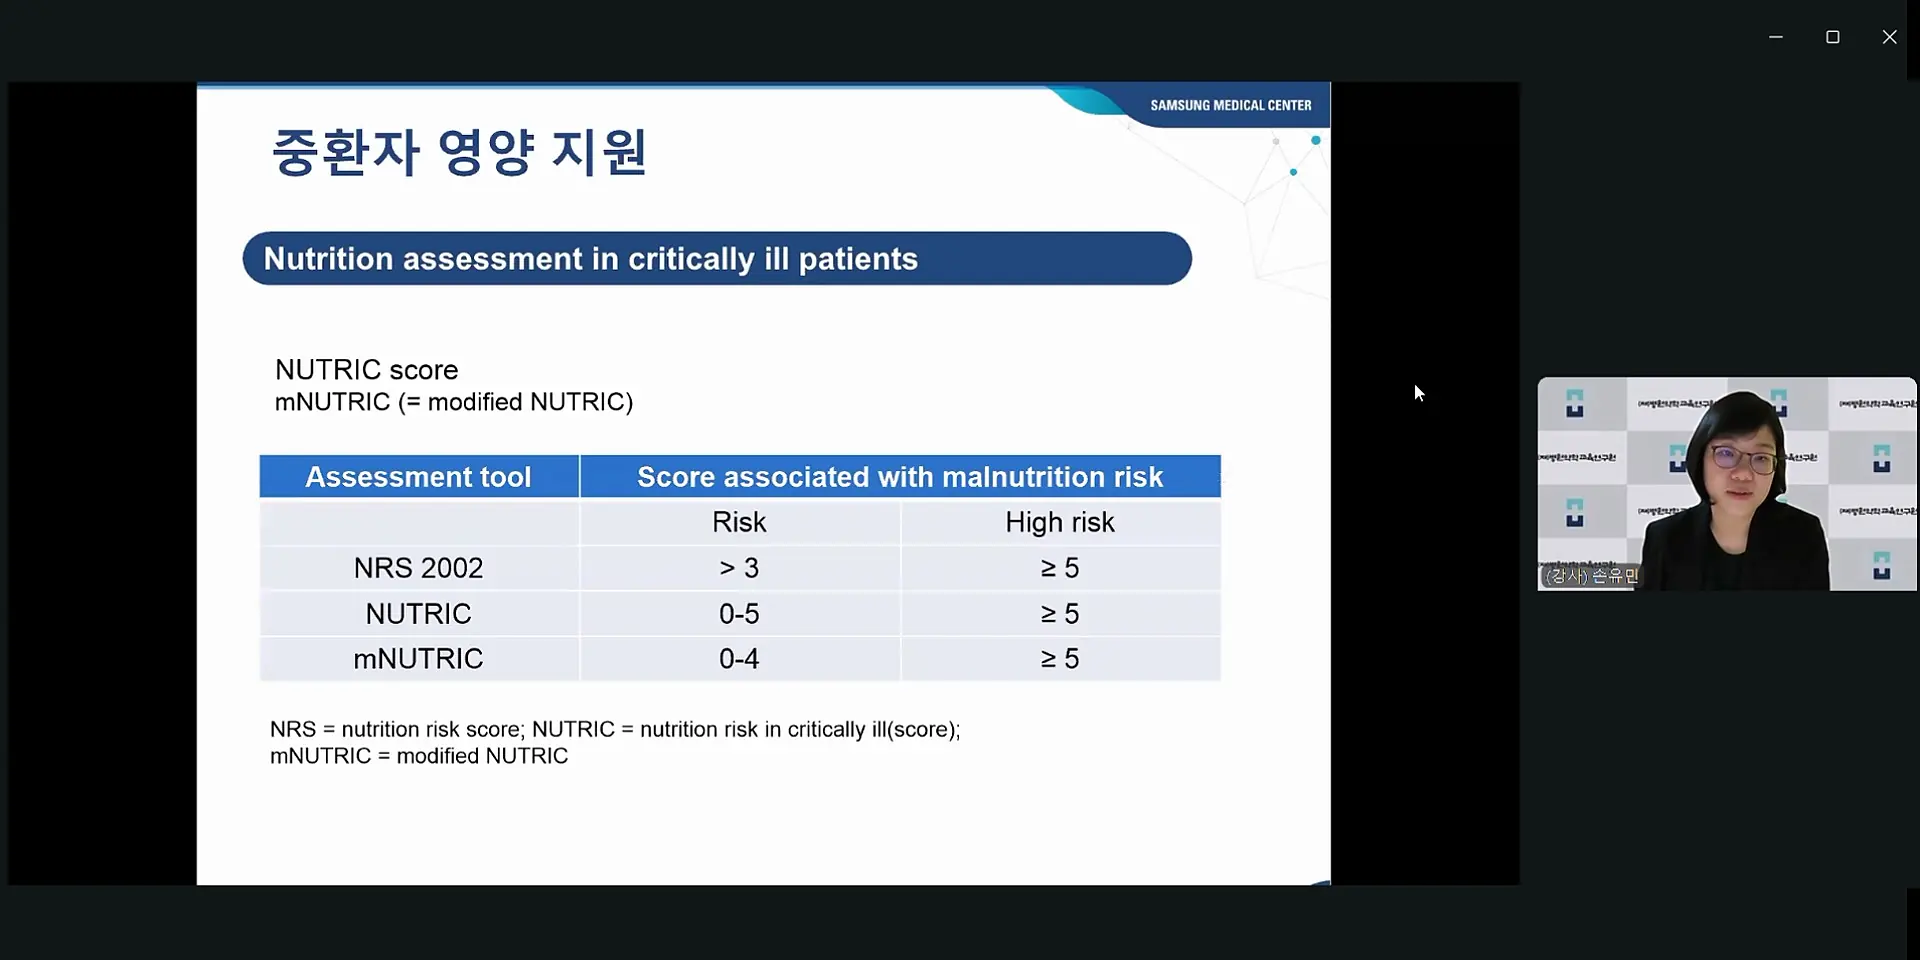 SAMSUNG MEDICAL CENTER
중환자 영양 지원
Nutrition assessment in critically ill patients
NUTRIC score
mNUTRIC (= modified NUTRIC)
Assessment tool Score associated with malnutrition risk
Risk High risk
NRS 2002 > 3 ≥ 5
NUTRIC 0-5 ≥ 5
mNUTRIC 0-4 ≥ 5
NRS = nutrition risk score; NUTRIC = nutrition risk in critically ill(score);
mNUTRIC = modified NUTRIC
(강사) 손유민